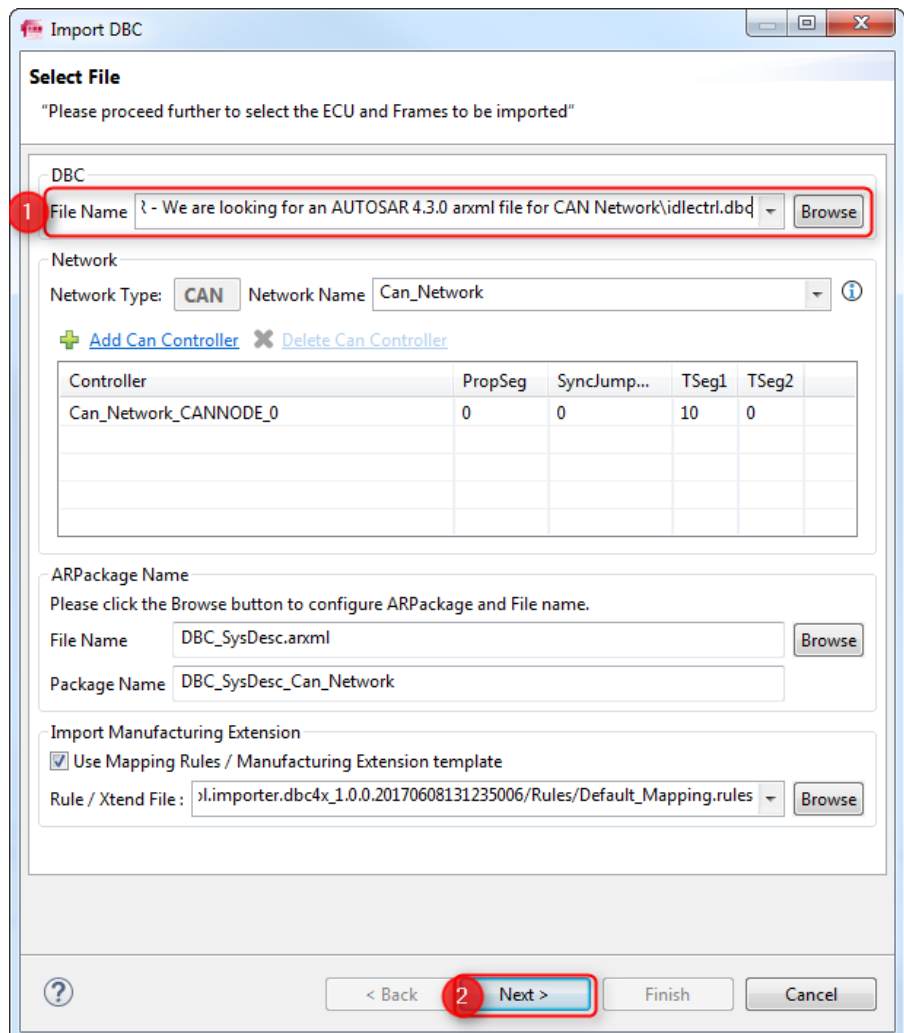 Import DBC
Select File
"Please proceed further to select the ECU and Frames to be imported"
DBC
1 File Name - We are looking for an AUTOSAR 4.3.0 arxml file for CAN Network\idlectrl.dbc Browse
Network
Network Type: CAN Network Name Can_Network
Add Can Controller Delete Can Controller
Controller PropSeg SyncJump... TSeg1 TSeg2
Can_Network_CANNODE_0 0 0 10 0
ARPackage Name
Please click the Browse button to configure ARPackage and File name.
File Name DBC_SysDesc.arxml Browse
Package Name DBC_SysDesc_Can_Network
Import Manufacturing Extension
Use Mapping Rules / Manufacturing Extension template
Rule / Xtend File : l.importer.dbc4x_1.0.0.20170608131235006/Rules/Default_Mapping.rules Browse
? < Back 2 Next > Finish Cancel